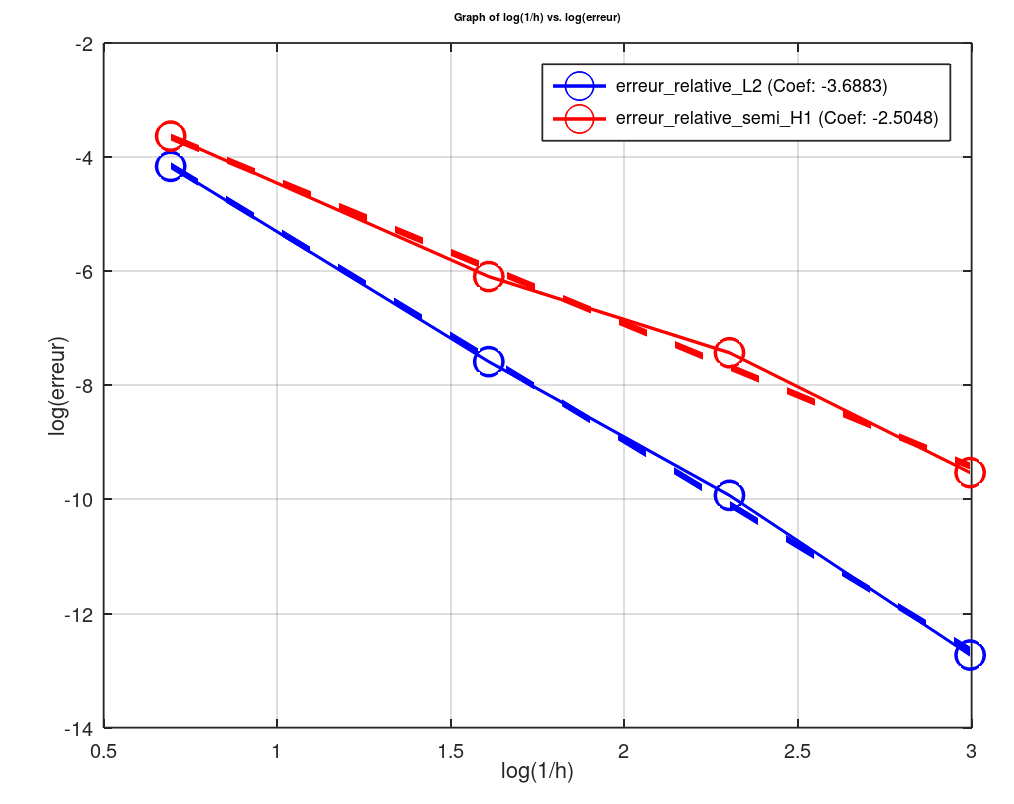 Graph of log(1/h) vs. log(erreur)
-2
erreur_relative_L2 (Coef: -3.6883)
erreur_relative_semi_H1 (Coef: -2.5048)
-4
-6
-8
-10
-12
-14
log(erreur)
0.5
1
1.5
2
2.5
3
log(1/h)